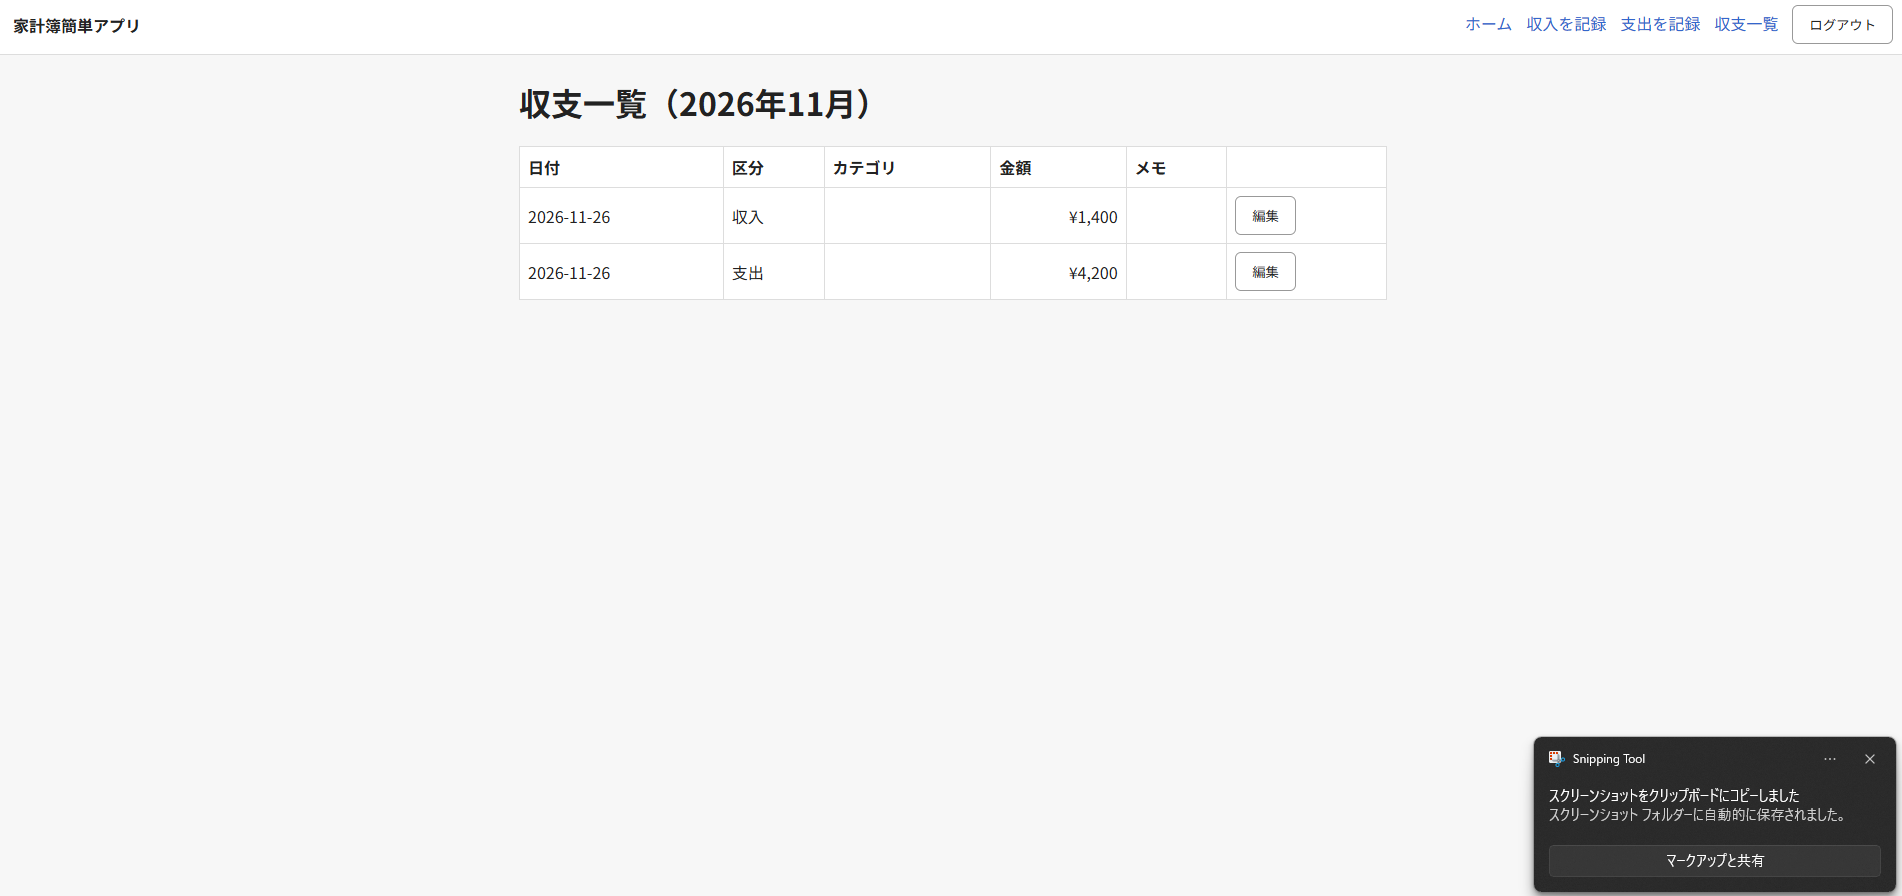 家計簿簡単アプリ
ホーム 収入を記録 支出を記録 収支一覧 ログアウト
収支一覧（2026年11月）
日付 区分 カテゴリ 金額 メモ
2026-11-26 収入 ¥1,400 編集
2026-11-26 支出 ¥4,200 編集
Snipping Tool
スクリーンショットをクリップボードにコピーしました
スクリーンショット フォルダーに自動的に保存されました。
マークアップと共有